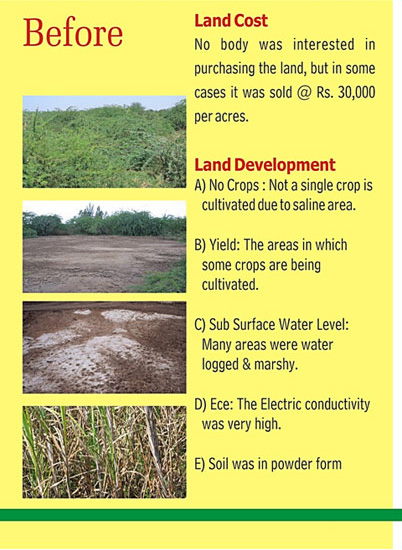 Before
Land Cost
No body was interested in
purchasing the land, but in some
cases it was sold @ Rs. 30,000
per acres.
Land Development
A) No Crops : Not a single crop is
cultivated due to saline area.
B) Yield: The areas in which
some crops are being
cultivated.
C) Sub Surface Water Level:
Many areas were water
logged & marshy.
D) Ece: The Electric conductivity
was very high.
E) Soil was in powder form